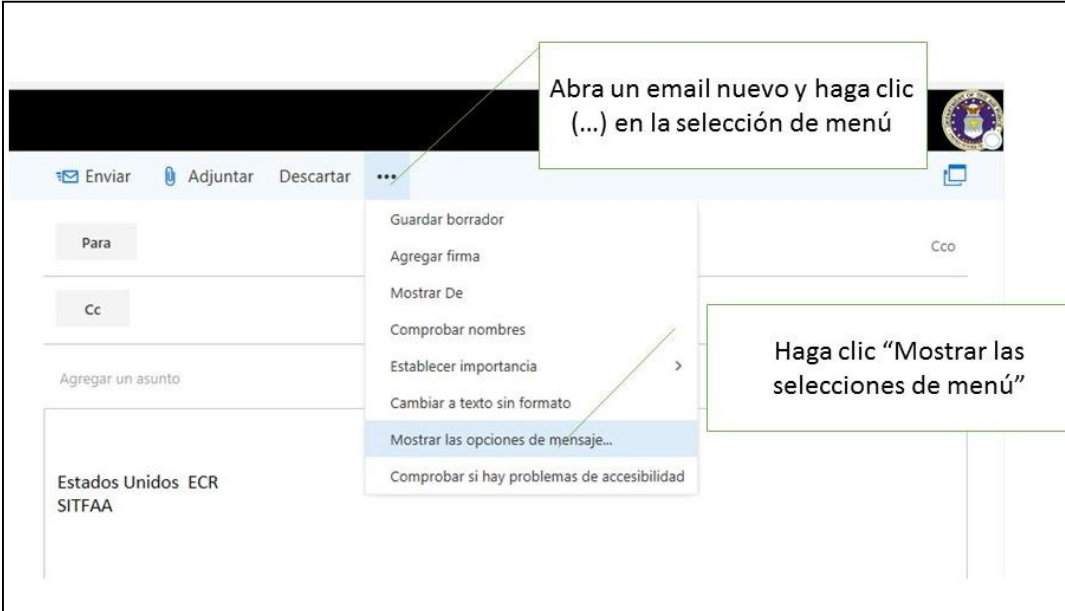 Abra un email nuevo y haga clic
(...) en la selección de menú
Enviar Adjuntar Descartar •••
Guardar borrador
Para
Cco
Agregar firma
Mostrar De
Cc
Comprobar nombres
Haga clic “Mostrar las
selecciones de menú”
Establecer importancia
Agregar un asunto
Cambiar a texto sin formato
Mostrar las opciones de mensaje...
Comprobar si hay problemas de accesibilidad
Estados Unidos ECR
SITFAA